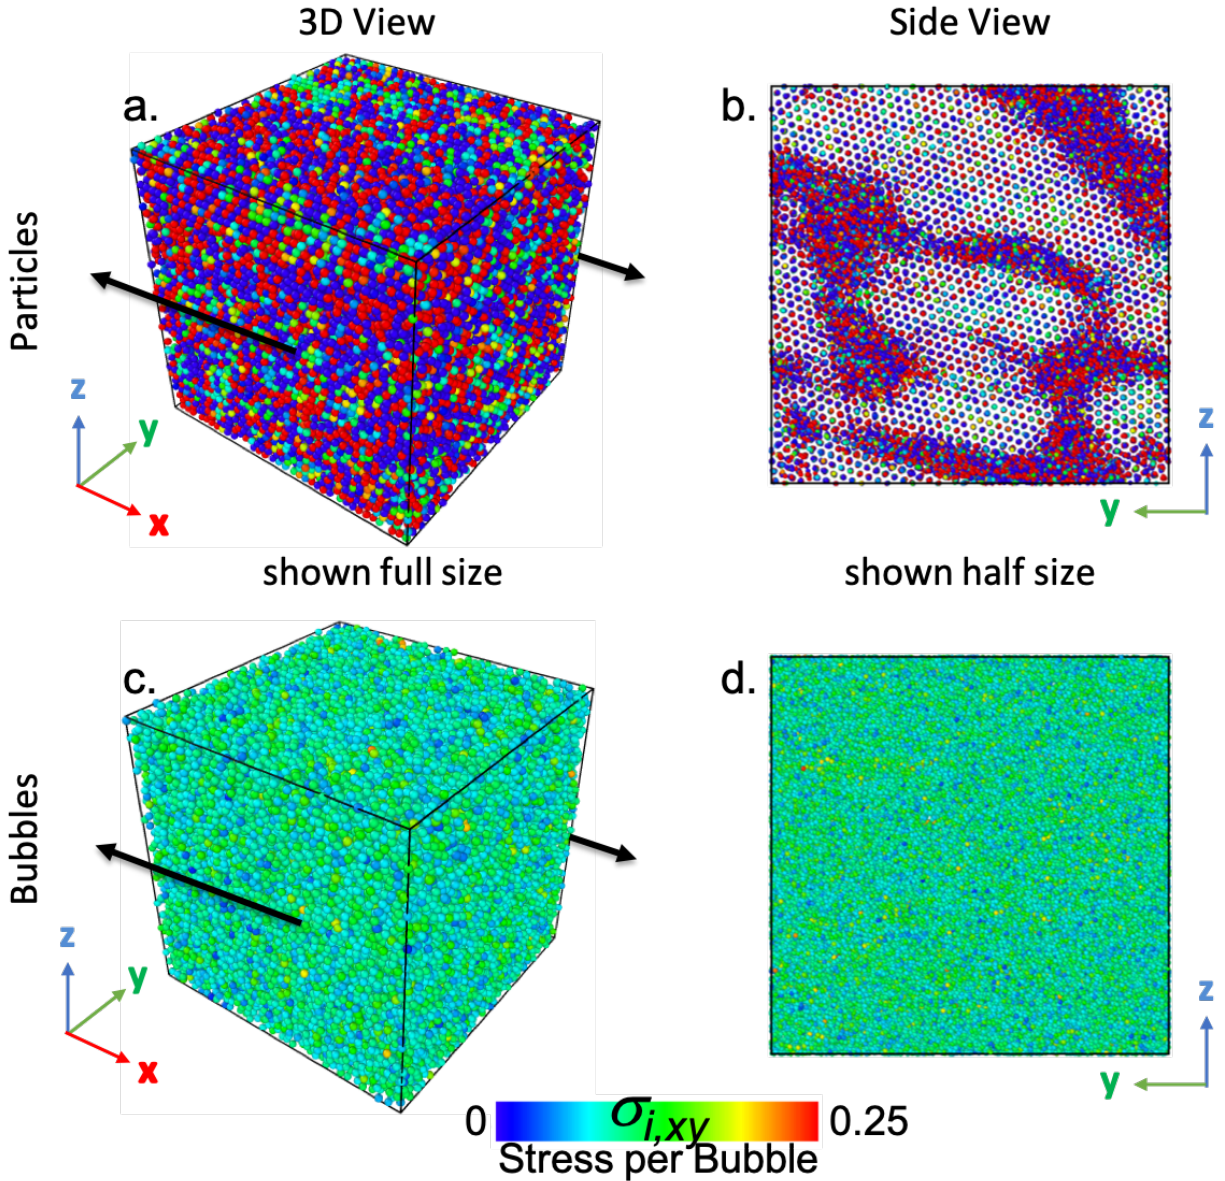 3D View
Side View
a.
b.
Particles
z
y
x
z
y
shown full size
shown half size
c.
d.
Bubbles
z
y
x
z
y
0
σi,xy
0.25
Stress per Bubble